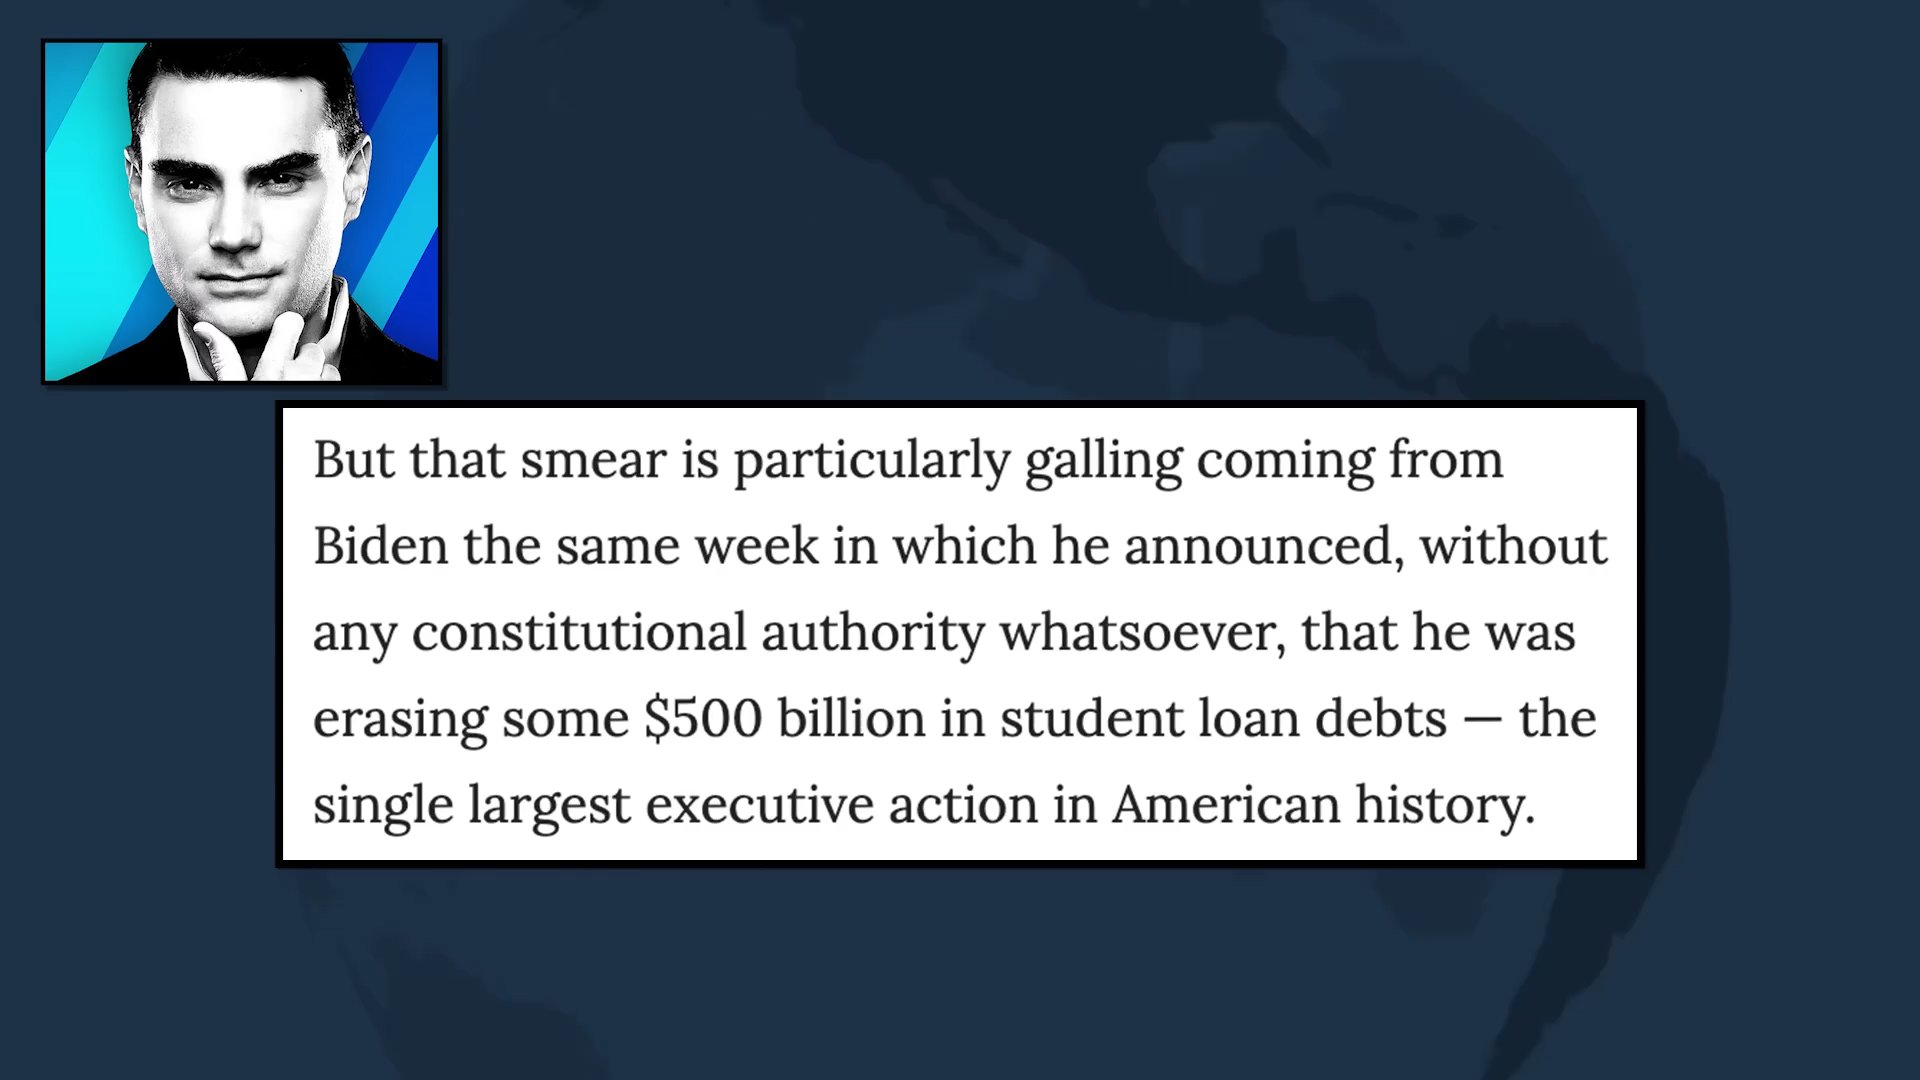 But that smear is particularly galling coming from
Biden the same week in which he announced, without
any constitutional authority whatsoever, that he was
erasing some $500 billion in student loan debts — the
single largest executive action in American history.